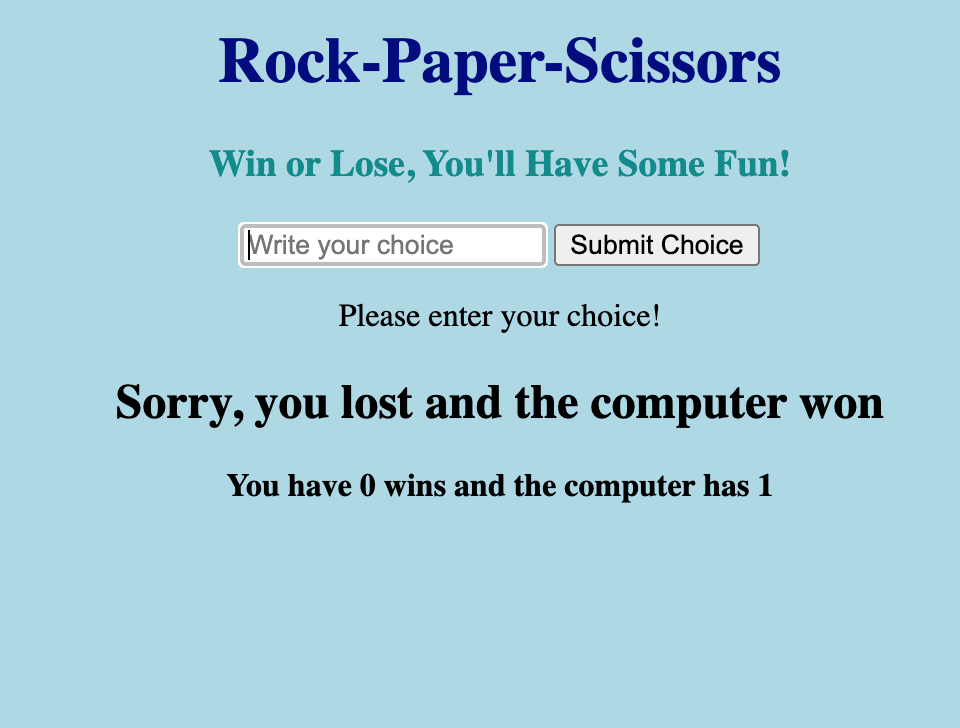 Rock-Paper-Scissors
Win or Lose, You'll Have Some Fun!
Write your choice Submit Choice
Please enter your choice!
Sorry, you lost and the computer won
You have 0 wins and the computer has 1